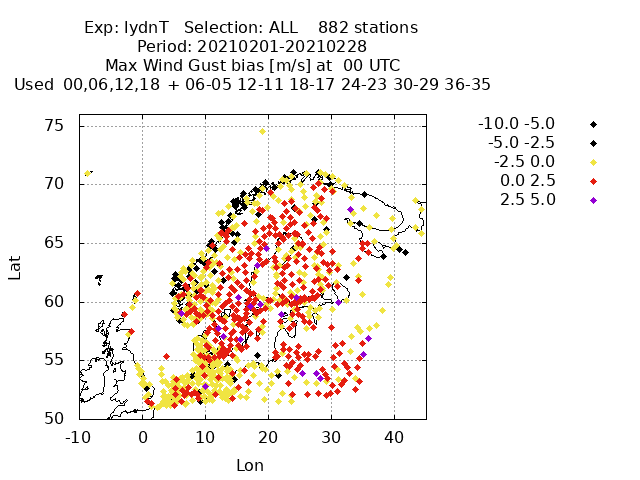 Exp: lydnT   Selection: ALL    882 stations
Period: 20210201-20210228
Max Wind Gust bias [m/s] at  00 UTC
Used  00,06,12,18  + 06-05 12-11 18-17 24-23 30-29 36-35
-10.0 -5.0
-5.0 -2.5
-2.5 0.0
0.0 2.5
2.5 5.0
75
70
65
60
55
50
Lat
-10 0 10 20 30 40
Lon